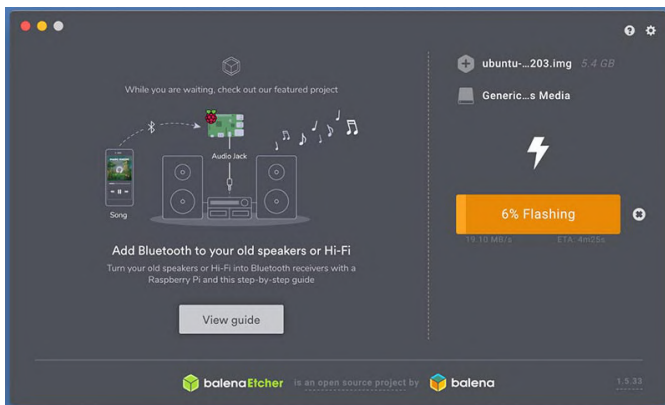 While you are waiting, check out our featured project
Audio Jack
Song
Add Bluetooth to your old speakers or Hi-Fi
Turn your old speakers or Hi-Fi into Bluetooth receivers with a
Raspberry Pi and this step-by-step guide
View guide
ubuntu-...203.img 5.4 GB
Generic...s Media
6% Flashing
19.10 MB/s ETA: 4m25s
balenaEtcher is an open source project by balena
1.5.33